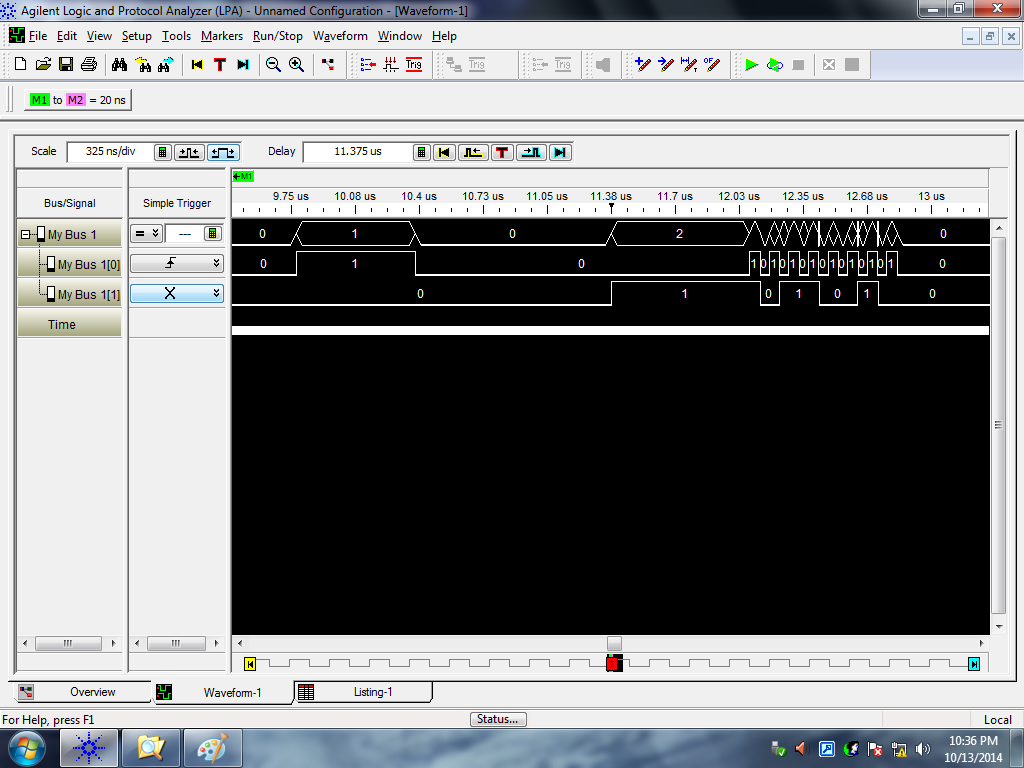 Agilent Logic and Protocol Analyzer (LPA) - Unnamed Configuration - [Waveform-1]
File Edit View Setup Tools Markers Run/Stop Waveform Window Help
T Trig Trig Trig
M1 to M2 = 20 ns
Scale 325 ns/div Delay 11.375 us T
M1
Bus/Signal Simple Trigger 9.75 us 10.08 us 10.4 us 10.73 us 11.05 us 11.38 us 11.7 us 12.03 us 12.35 us 12.68 us 13 us
My Bus 1 = --- 0 1 0 2 0
My Bus 1[0] 0 1 0 1 0 1 0 1 0 1 0 1 0 1 0 1 0 1 0
My Bus 1[1] X 0 1 0 1 0 1 0
Time
T
Overview Waveform-1 Listing-1
For Help, press F1 Status... Local
10:36 PM
10/13/2014